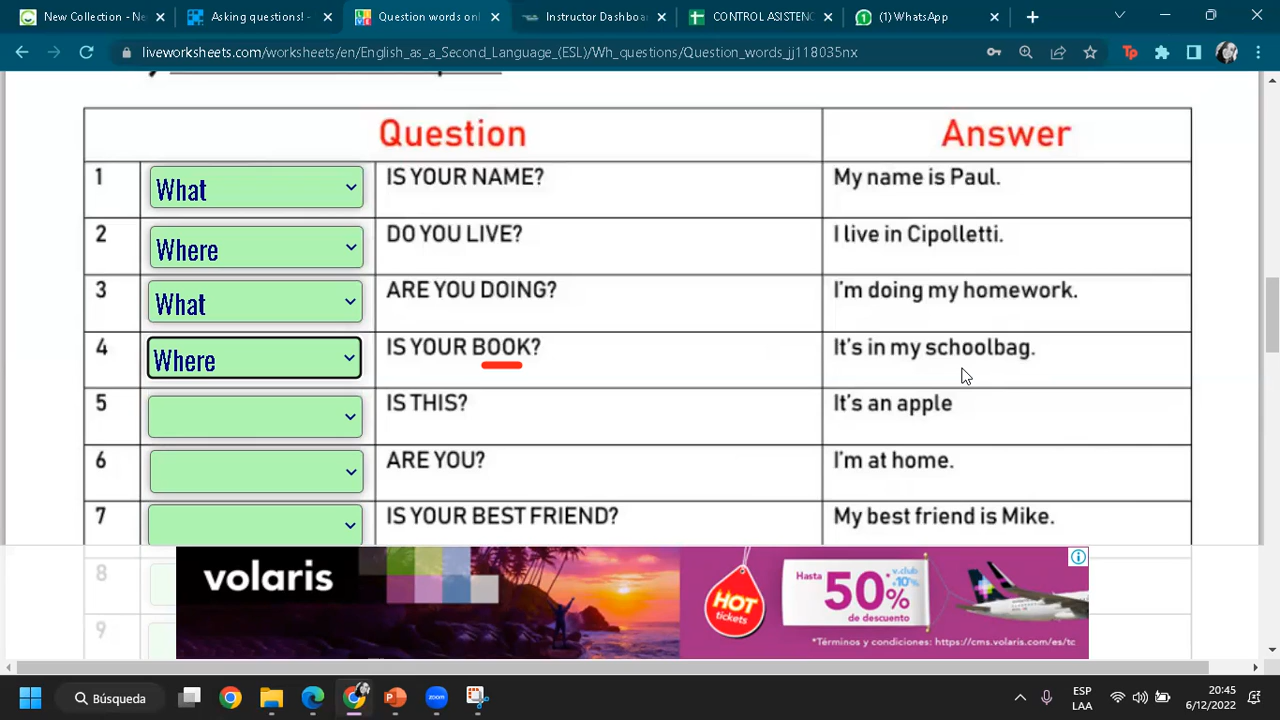 New Collection - Ne
Asking questions! -
Question words onl
Instructor Dashboa
CONTROL ASISTENC
(1) WhatsApp
liveworksheets.com/worksheets/en/English_as_a_Second_Language_(ESL)/Wh_questions/Question_words_jj118035nx
Question Answer
1 What IS YOUR NAME? My name is Paul.
2 Where DO YOU LIVE? I live in Cipolletti.
3 What ARE YOU DOING? I'm doing my homework.
4 Where IS YOUR BOOK? It's in my schoolbag.
5 IS THIS? It's an apple
6 ARE YOU? I'm at home.
7 IS YOUR BEST FRIEND? My best friend is Mike.
8
9
volaris
HOT
tickets
Hasta
50%*
de descuento
v.club
+10%
*Términos y condiciones: https://cms.volaris.com/es/tc
Búsqueda
zoom
ESP
LAA
20:45
6/12/2022